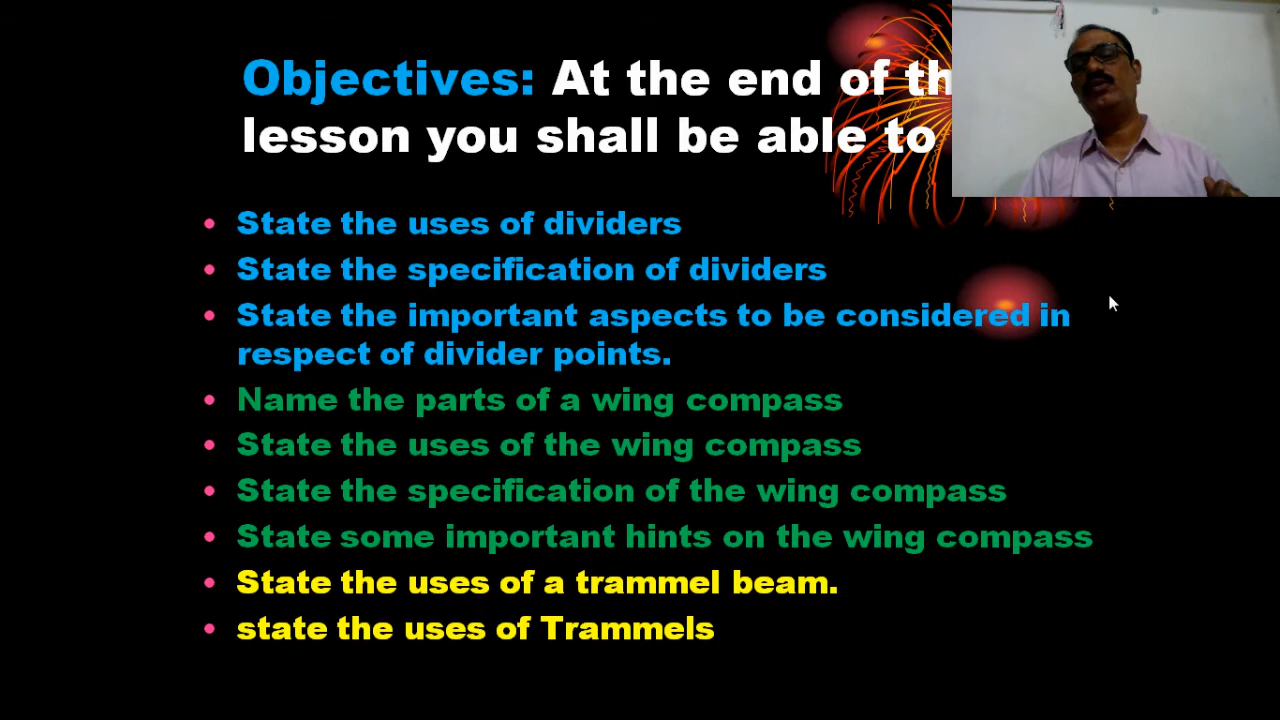 Objectives: At the end of th
lesson you shall be able to
• State the uses of dividers
• State the specification of dividers
• State the important aspects to be considered in
respect of divider points.
• Name the parts of a wing compass
• State the uses of the wing compass
• State the specification of the wing compass
• State some important hints on the wing compass
• State the uses of a trammel beam.
• state the uses of Trammels